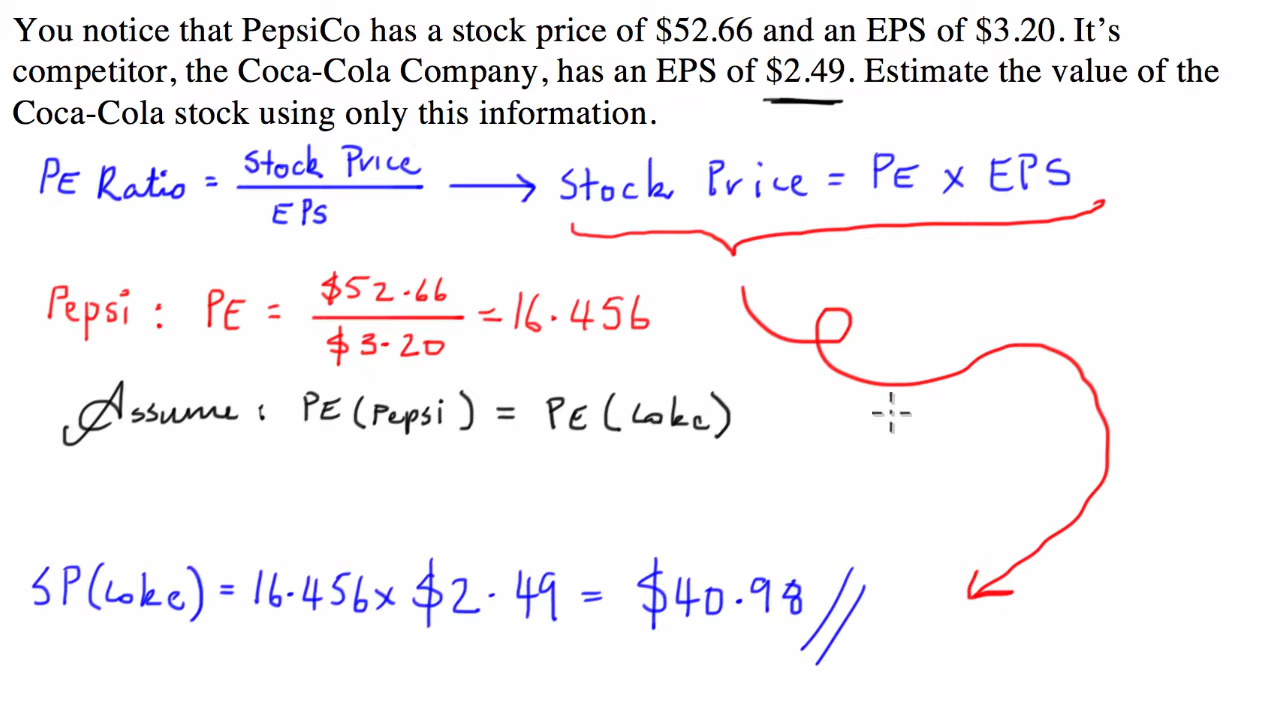 You notice that PepsiCo has a stock price of $52.66 and an EPS of $3.20. It's
competitor, the Coca-Cola Company, has an EPS of $2.49. Estimate the value of the
Coca-Cola stock using only this information.
PE Ratio = Stock Price / EPS → Stock Price = PE x EPS
Pepsi : PE = $52.66 / $3.20 = 16.456
Assume : PE (Pepsi) = PE (Coke)
SP(Coke) = 16.456 x $2.49 = $40.98 //